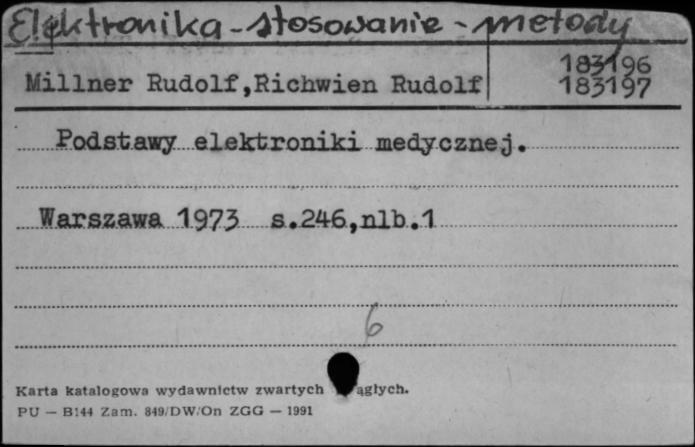 Elektronika - stosowanie - metody
183196
Millner Rudolf, Richwien Rudolf
183197
Podstawy elektroniki medycznej.
Warszawa 1973 s.246,nlb.1
6
Karta katalogowa wydawnictw zwartych ągłych.
PU — B144 Zam. 849/DW/On ZGG — 1991